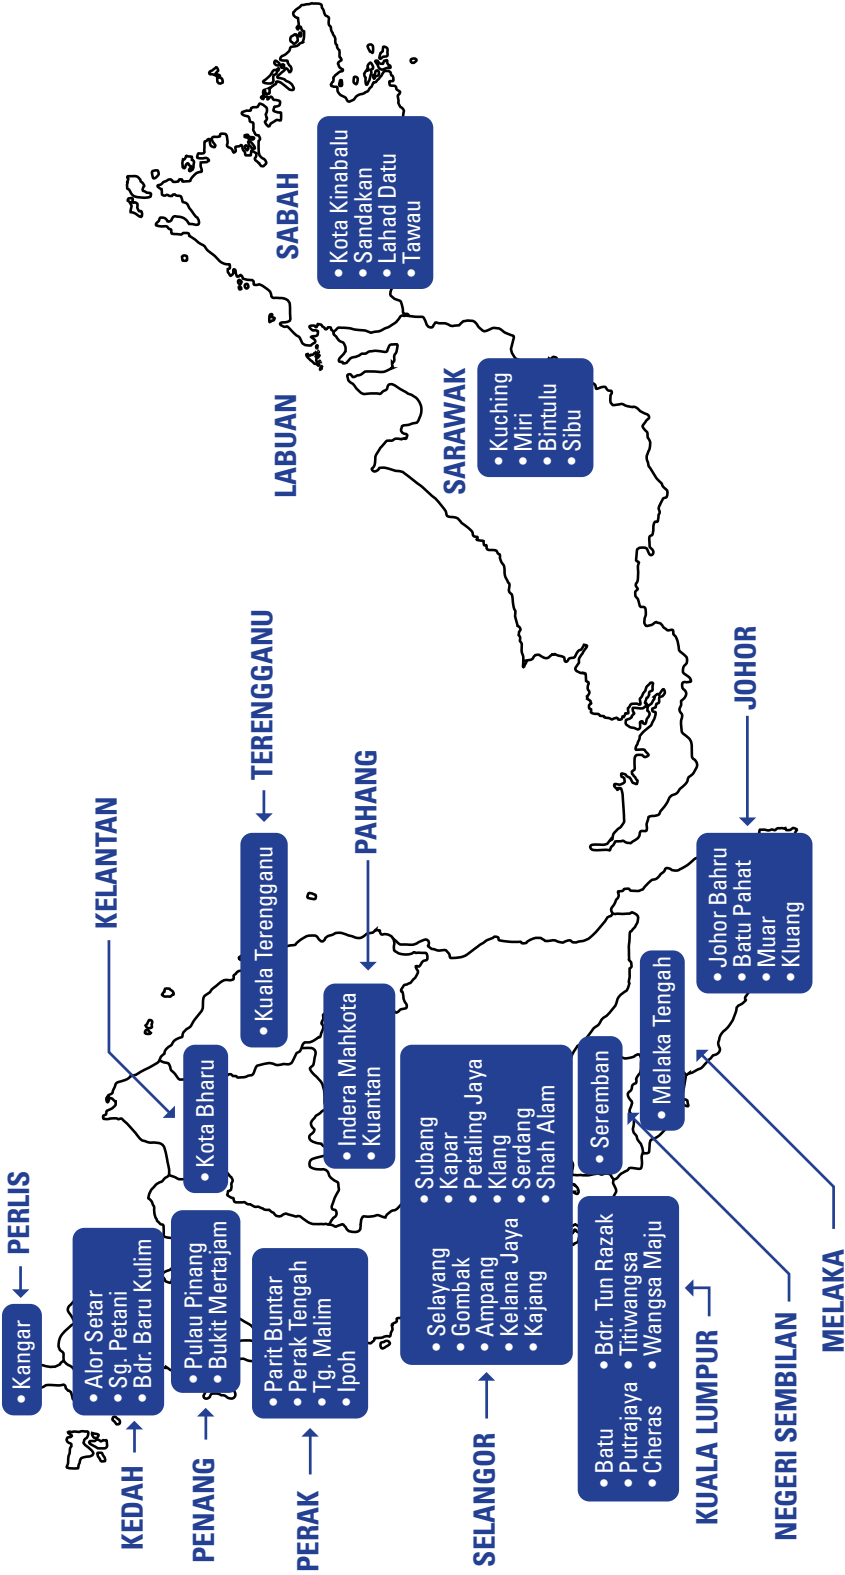 PERLIS
• Kangar
KEDAH
• Alor Setar
• Sg. Petani
• Bdr. Baru Kulim
PENANG
• Pulau Pinang
• Bukit Mertajam
PERAK
• Parit Buntar
• Perak Tengah
• Tg. Malim
• Ipoh
SELANGOR
• Selayang
• Gombak
• Ampang
• Kelana Jaya
• Kajang
• Subang
• Kapar
• Petaling Jaya
• Klang
• Serdang
• Shah Alam
KUALA LUMPUR
• Batu
• Putrajaya
• Cheras
• Bdr. Tun Razak
• Titiwangsa
• Wangsa Maju
NEGERI SEMBILAN
• Seremban
MELAKA
• Melaka Tengah
KELANTAN
• Kota Bharu
TERENGGANU
• Kuala Terengganu
PAHANG
• Indera Mahkota
• Kuantan
JOHOR
• Johor Bahru
• Batu Pahat
• Muar
• Kluang
LABUAN
SARAWAK
• Kuching
• Miri
• Bintulu
• Sibu
SABAH
• Kota Kinabalu
• Sandakan
• Lahad Datu
• Tawau